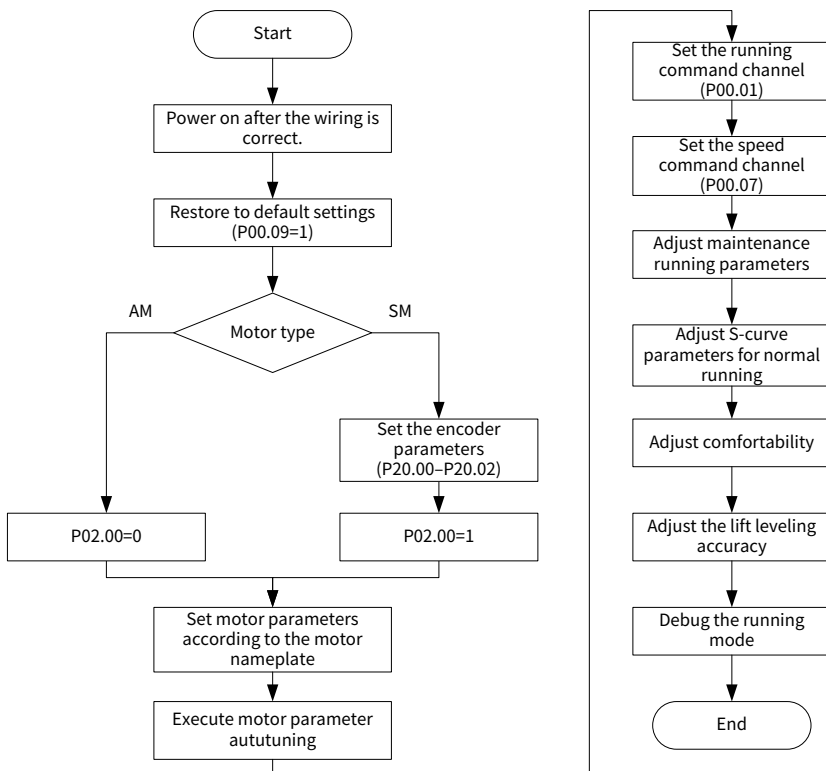 Start
Power on after the wiring is
correct.
Restore to default settings
(P00.09=1)
AM
Motor type
SM
Set the encoder
parameters
(P20.00–P20.02)
P02.00=0
P02.00=1
Set motor parameters
according to the motor
nameplate
Execute motor parameter
aututuning
Set the running
command channel
(P00.01)
Set the speed
command channel
(P00.07)
Adjust maintenance
running parameters
Adjust S-curve
parameters for normal
running
Adjust comfortability
Adjust the lift leveling
accuracy
Debug the running
mode
End